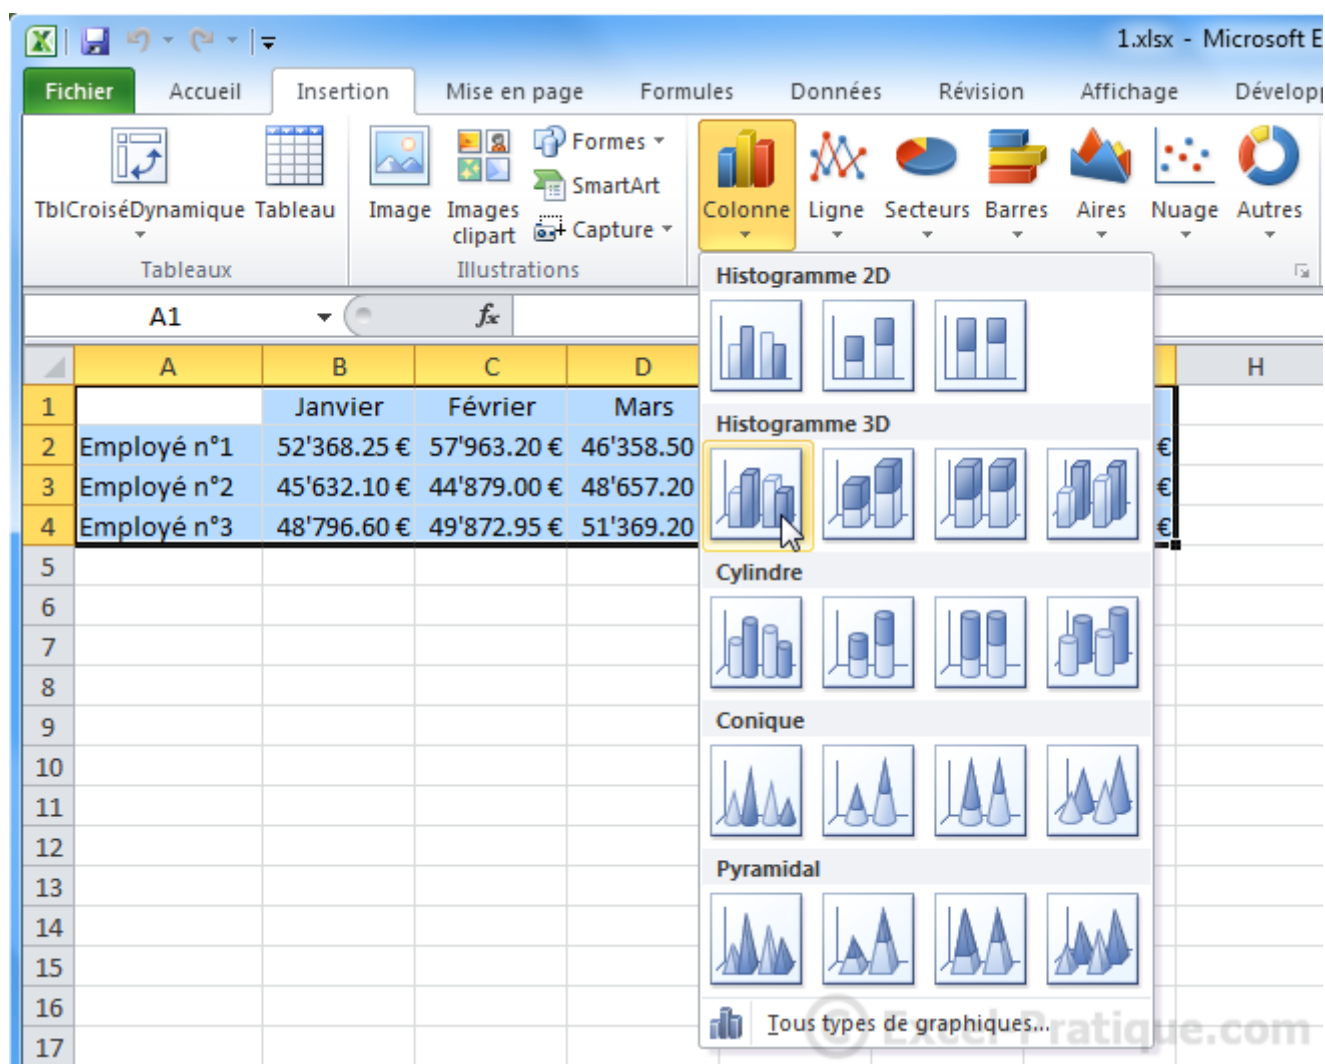 1.xlsx - Microsoft E
Fichier Accueil Insertion Mise en page Formules Données Révision Affichage Dévelop
TblCroiséDynamique Tableau Image Images clipart Formes SmartArt Capture Colonne Ligne Secteurs Barres Aires Nuage Autres
Tableaux Illustrations
A1 fx
Histogramme 2D
A B C D H
1 Janvier Février Mars
2 Employé n°1 52'368.25 € 57'963.20 € 46'358.50 €
3 Employé n°2 45'632.10 € 44'879.00 € 48'657.20 €
4 Employé n°3 48'796.60 € 49'872.95 € 51'369.20 €
5
6
7
8
9
10
11
12
13
14
15
16
17
Histogramme 3D
Cylindre
Conique
Pyramidal
Tous types de graphiques...
© Excel-Pratique.com